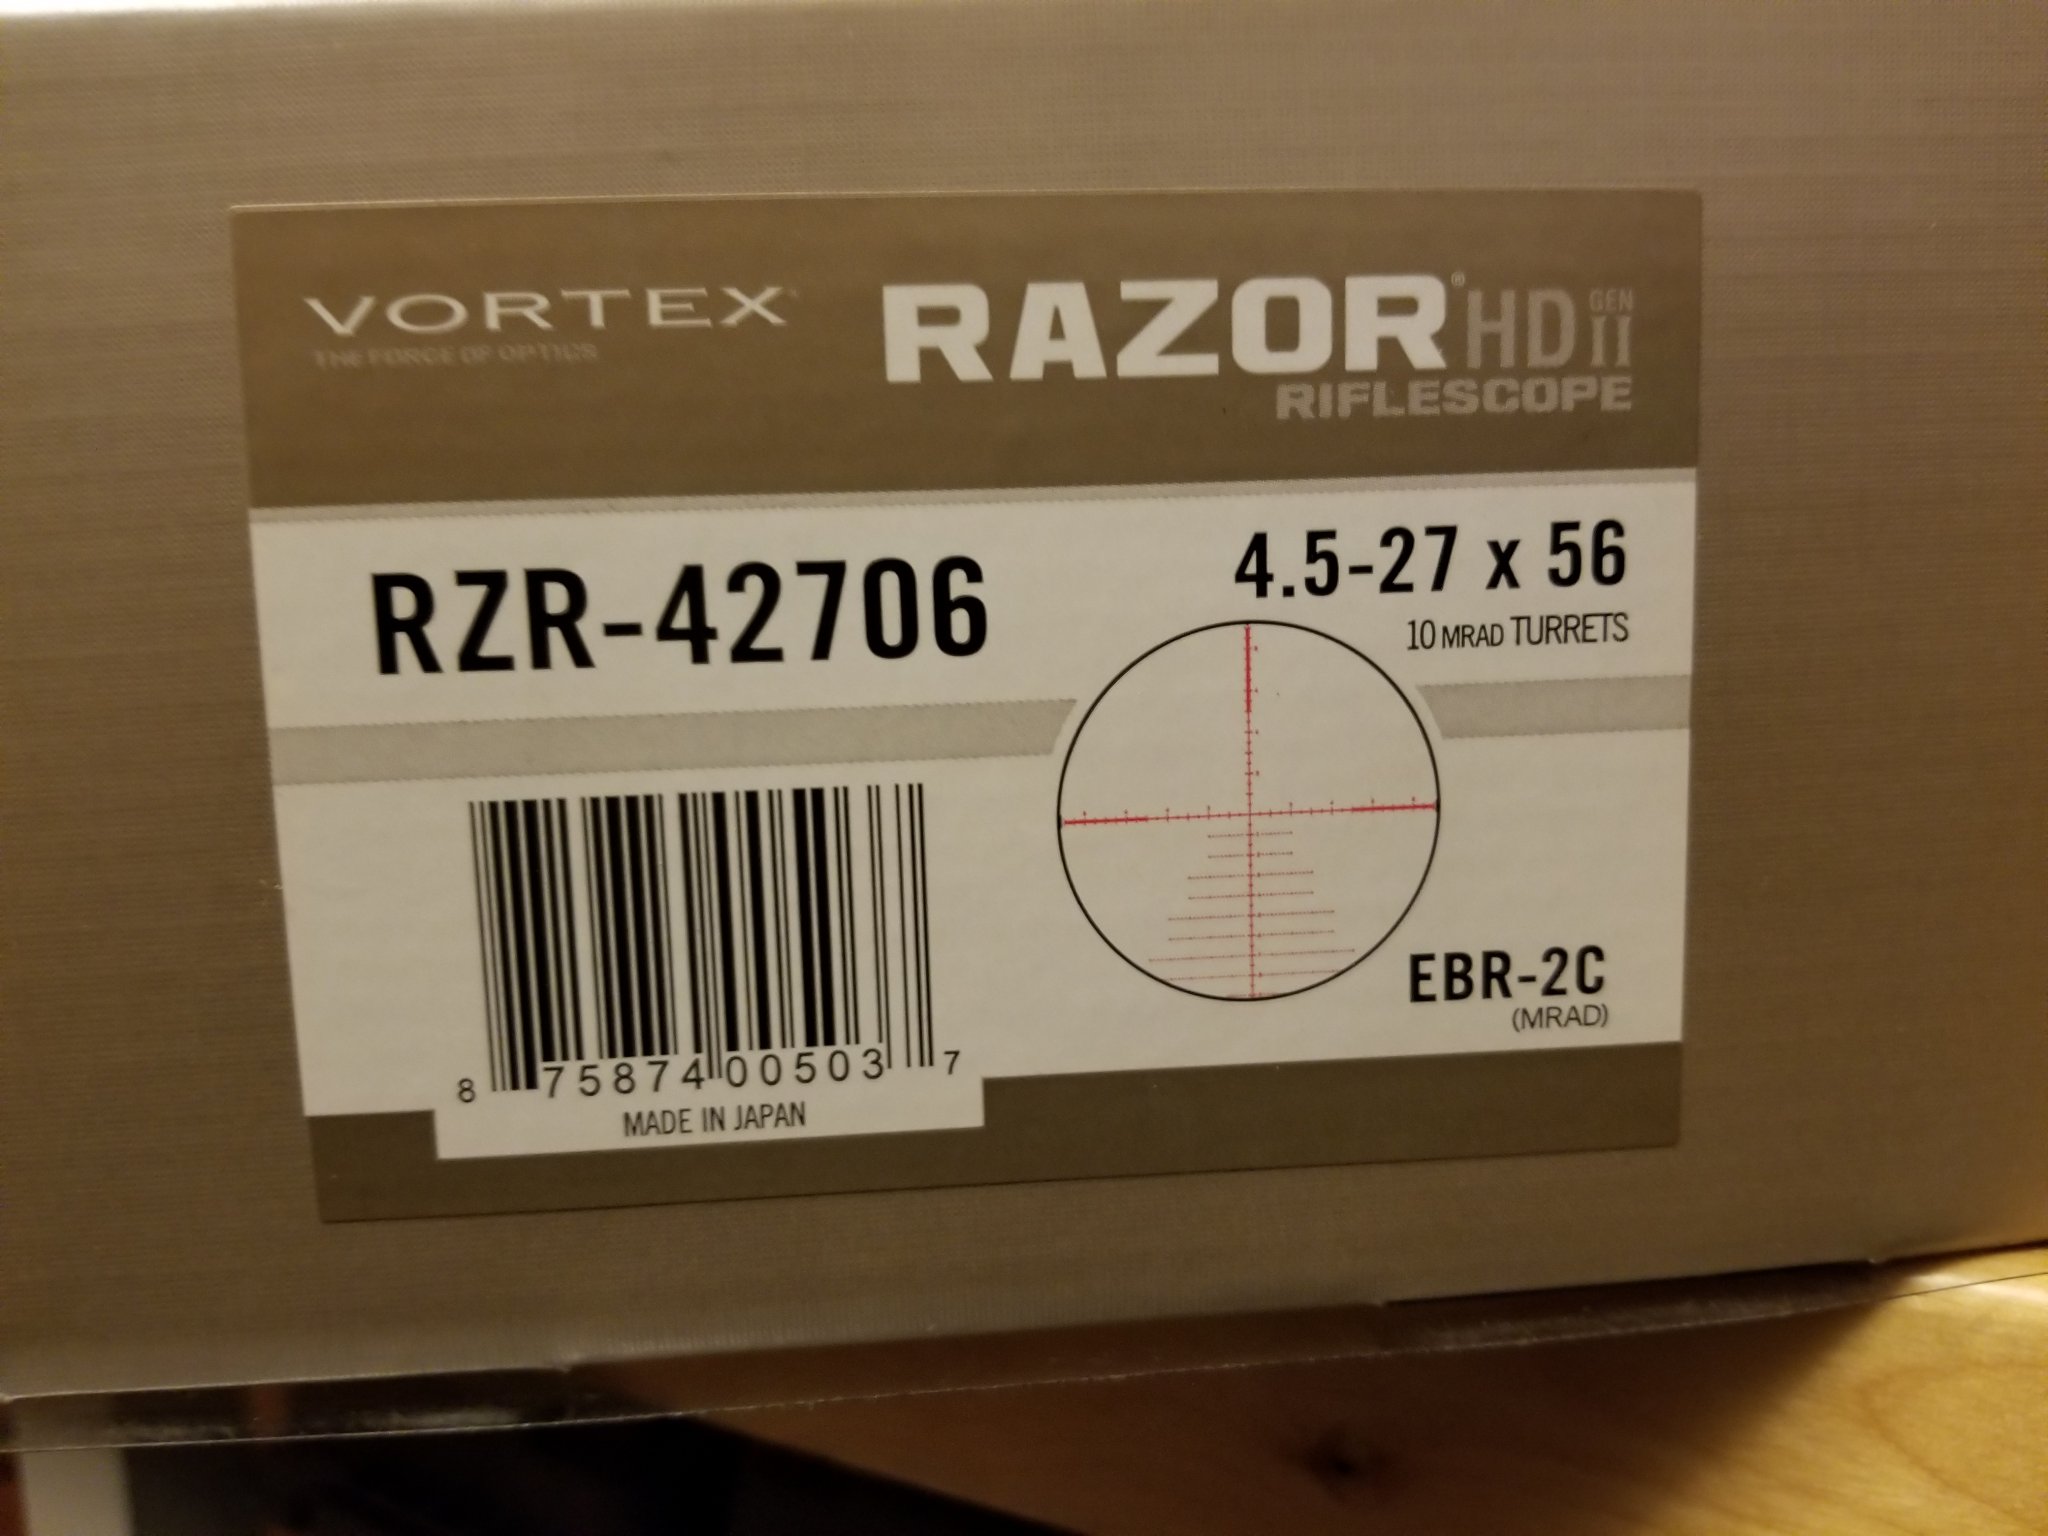 VORTEX
THE FORCE OF OPTICS
RAZOR® HD GEN II
RIFLESCOPE
RZR-42706
4.5-27 x 56
10 MRAD TURRETS
EBR-2C
(MRAD)
8 75874 00503 7
MADE IN JAPAN